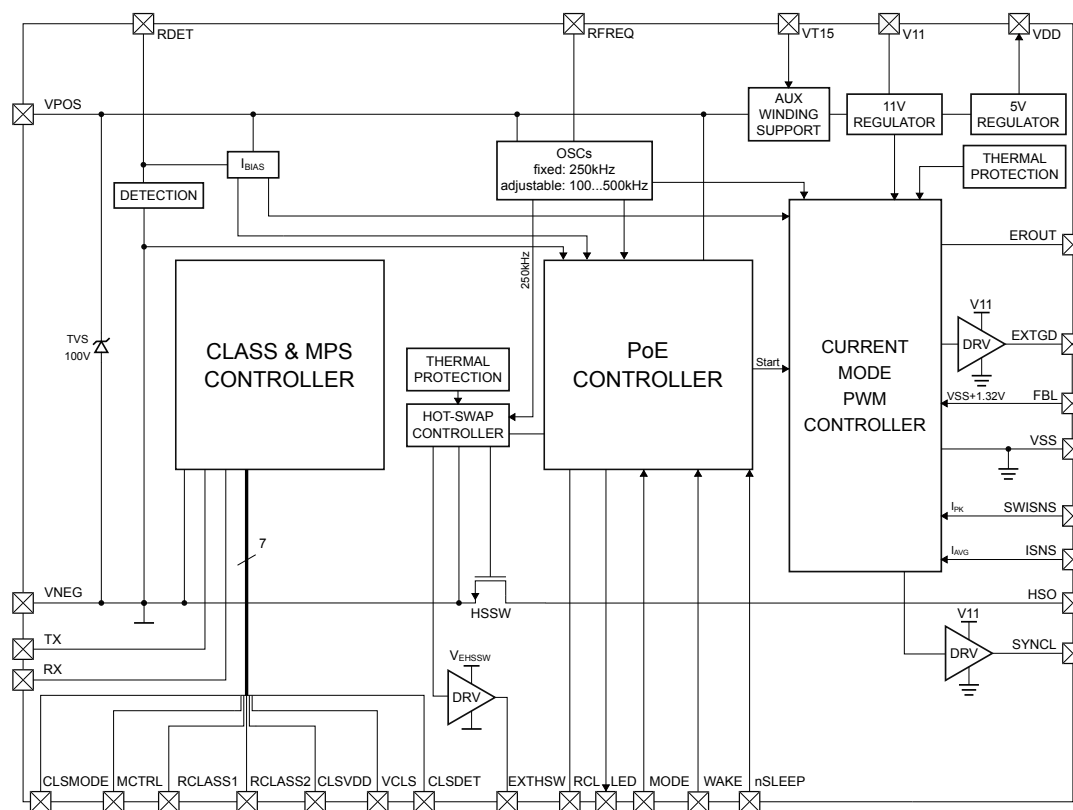 RDET
RFREQ
VT15
V11
VDD
VPOS
AUX
WINDING
SUPPORT
11V
REGULATOR
5V
REGULATOR
OSCs
fixed: 250kHz
adjustable: 100...500kHz
THERMAL
PROTECTION
IBIAS
DETECTION
250kHz
EROUT
TVS
100V
CLASS & MPS
CONTROLLER
THERMAL
PROTECTION
HOT-SWAP
CONTROLLER
PoE
CONTROLLER
Start
CURRENT
MODE
PWM
CONTROLLER
V11
DRV
EXTGD
VSS+1.32V
FBL
VSS
IPK
SWISNS
IAVG
ISNS
7
VNEG
HSSW
HSO
TX
RX
VEHSSW
DRV
V11
DRV
SYNCL
CLSMODE
MCTRL
RCLASS1
RCLASS2
CLSVDD
VCLS
CLSDET
EXTHSW
RCL
LED
MODE
WAKE
nSLEEP